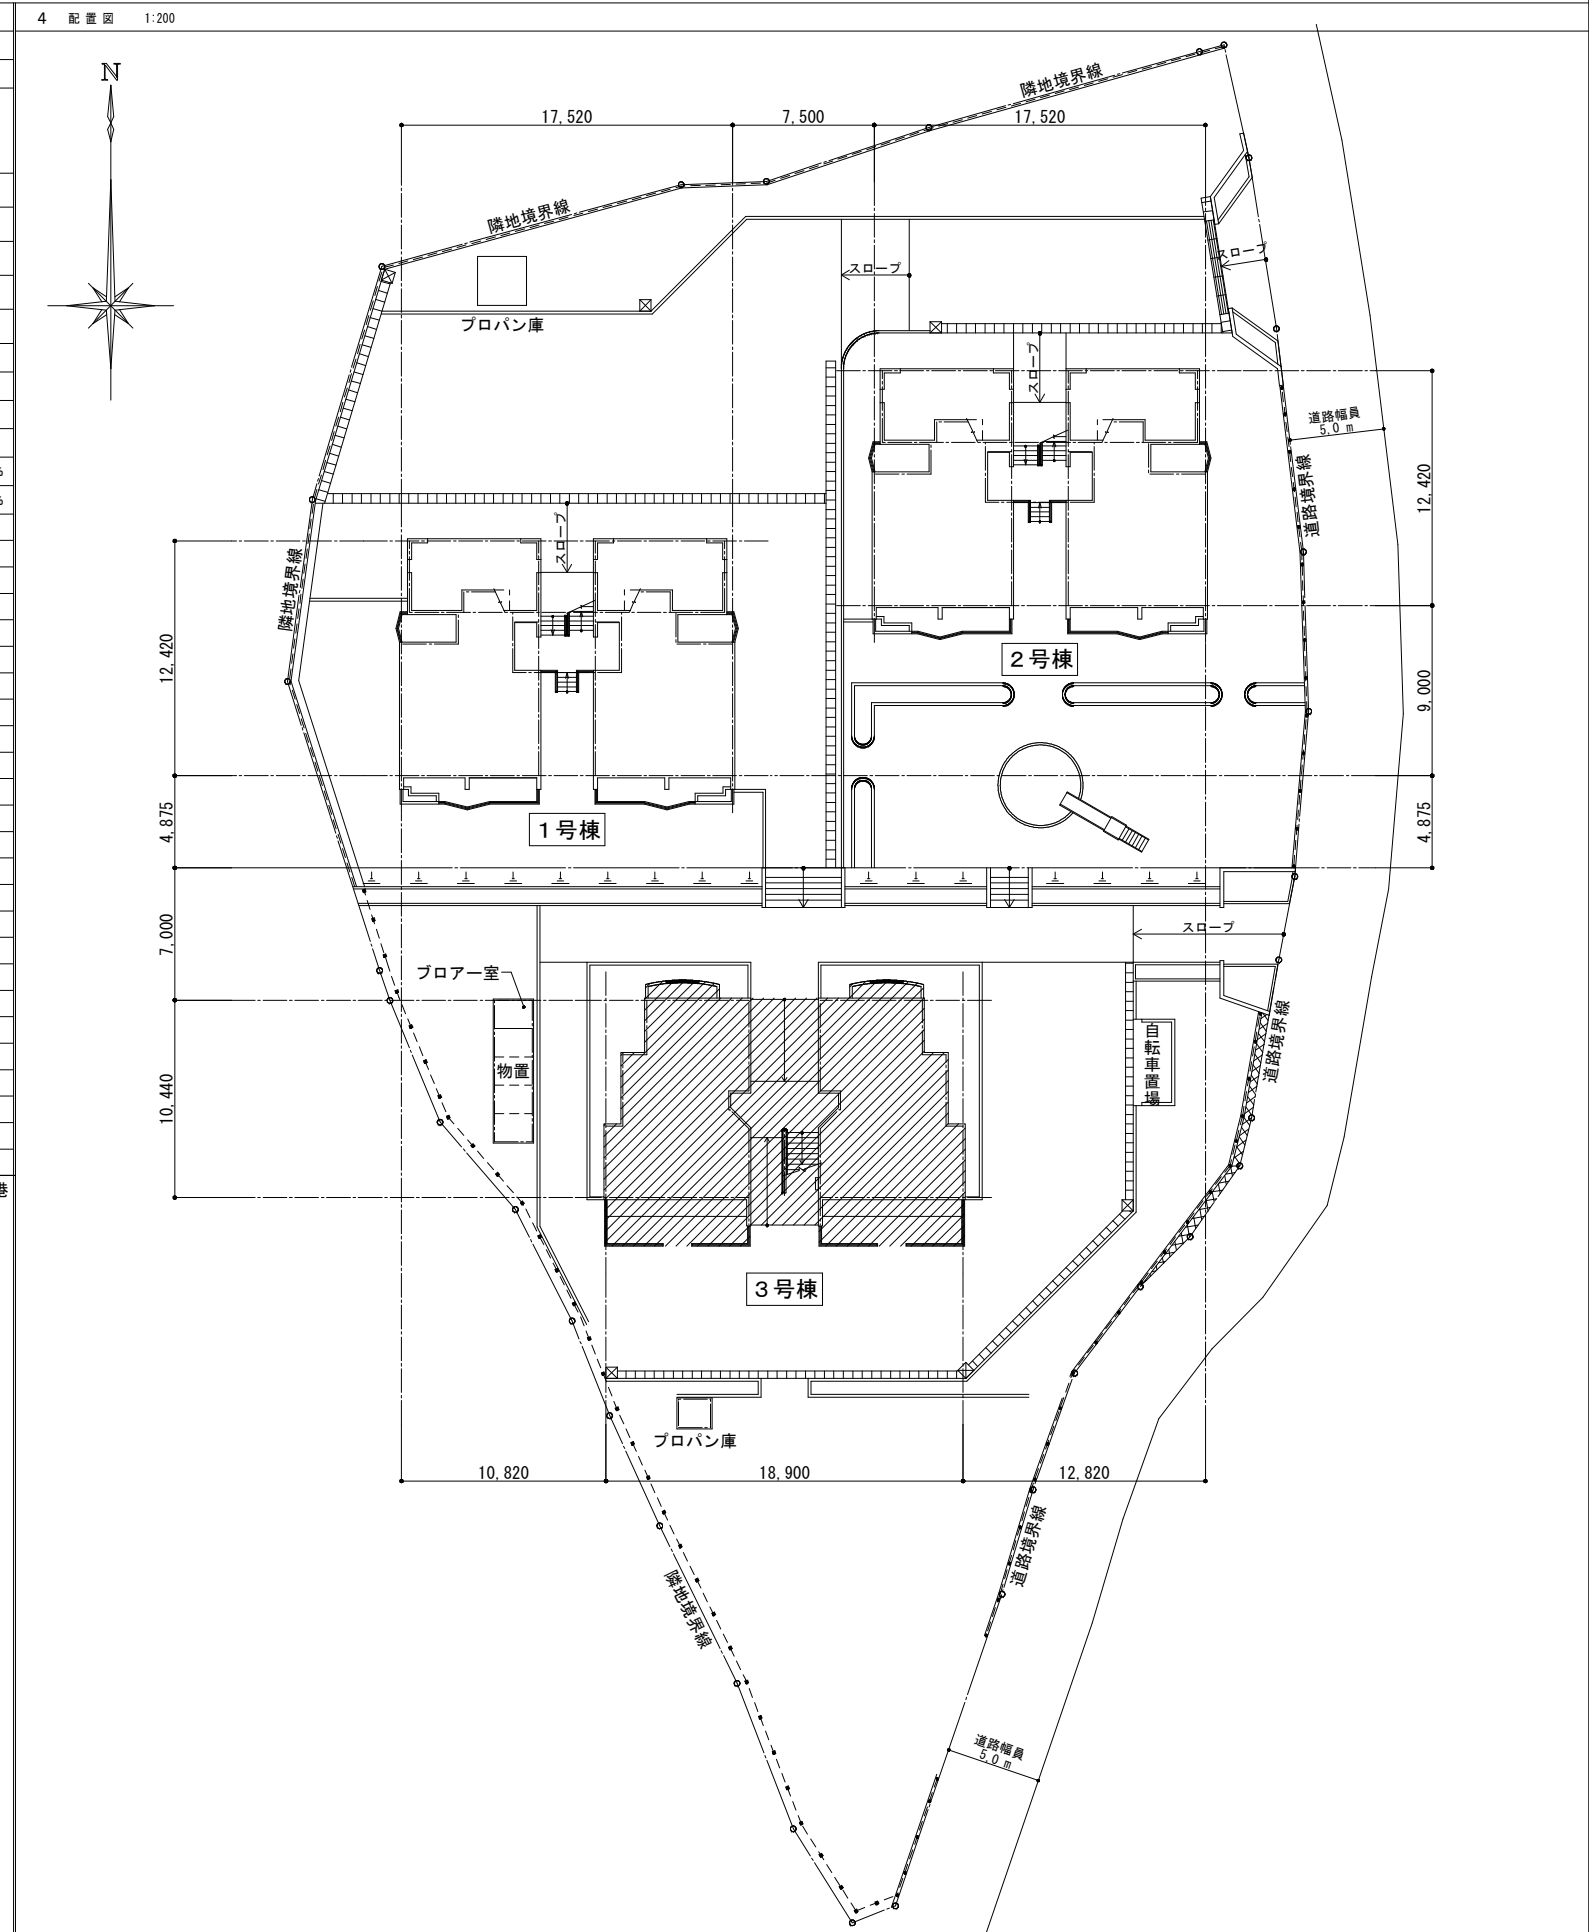 4 配置図 1:200
N
隣地境界線
17,520
7,500
17,520
隣地境界線
スロープ
スロープ
プロパン庫
スロープ
道路幅員
5.0 m
道路境界線
12,420
スロープ
隣地境界線
12,420
2号棟
9,000
4,875
1号棟
4,875
7,000
スロープ
ブロアー室
道路境界線
自転車置場
物置
10,440
3号棟
プロパン庫
10,820
18,900
12,820
道路境界線
隣地境界線
道路幅員
5.0 m